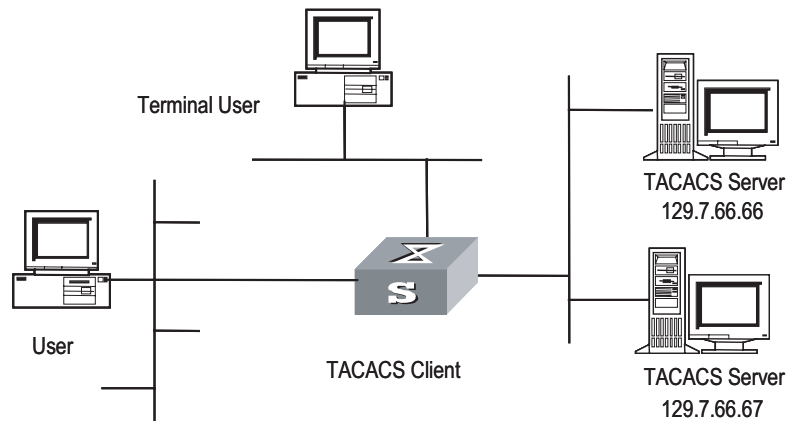 Terminal User
TACACS Server
129.7.66.66
S
User
TACACS Client
TACACS Server
129.7.66.67